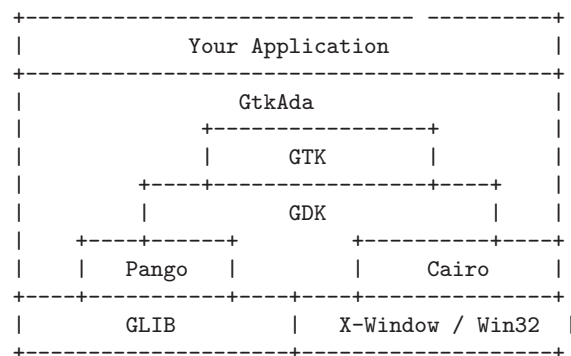 Your Application
GtkAda
GTK
GDK
Pango Cairo
GLIB X-Window / Win32